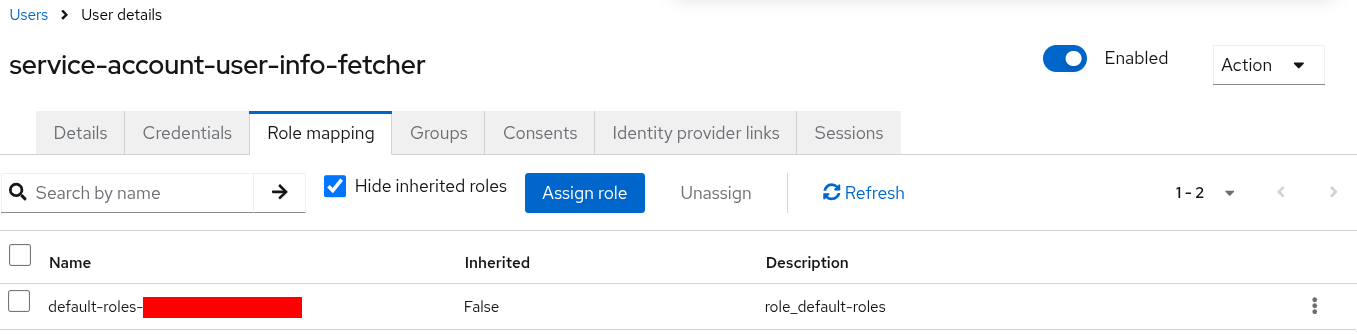 Users > User details
service-account-user-info-fetcher
Enabled
Action
Details Credentials Role mapping Groups Consents Identity provider links Sessions
Search by name
Hide inherited roles
Assign role
Unassign
Refresh
1 - 2
Name Inherited Description
default-roles- False role_default-roles